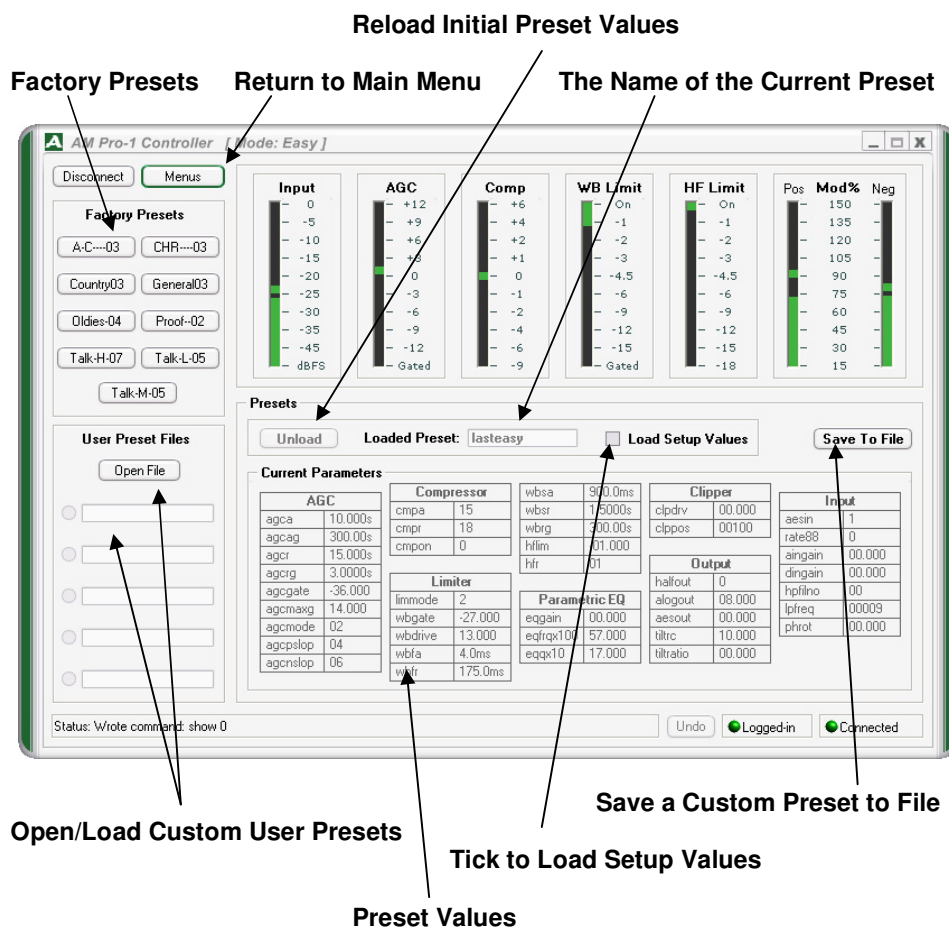 Reload Initial Preset Values
Factory Presets
Return to Main Menu
The Name of the Current Preset
A AM Pro-1 Controller [ Mode: Easy ]
Disconnect
Menus
Factory Presets
A-C----03
CHR----03
Country03
General03
Oldies-04
Proof--02
Talk-H-07
Talk-L-05
Talk-M-05
User Preset Files
Open File
Input
0
-5
-10
-15
-20
-25
-30
-35
-45
dBFS
AGC
+12
+9
+6
+3
0
-3
-6
-9
-12
Gated
Comp
+6
+4
+2
+1
0
-1
-2
-4
-6
-9
WB Limit
On
-1
-2
-3
-4.5
-6
-9
-12
-15
Gated
HF Limit
On
-1
-2
-3
-4.5
-6
-9
-12
-15
-18
Pos Mod% Neg
150
135
120
105
90
75
60
45
30
15
Presets
Unload
Loaded Preset: lasteasy
Load Setup Values
Save To File
Current Parameters
AGC
agca 10.000s
agcag 300.00s
agcr 15.000s
agcrg 3.0000s
agcgate -36.000
agcmaxg 14.000
agcmode 02
agcpslop 04
agcnslop 06
Compressor
cmpa 15
cmpr 18
cmpon 0
Limiter
limmode 2
wbgate -27.000
wbdrive 13.000
wbfa 4.0ms
wbfr 175.0ms
wbsa 900.0ms
wbsr 1.5000s
wbrg 300.00s
hflim -01.000
hfr 01
Parametric EQ
eqgain 00.000
eqfrqx100 57.000
eqqx10 17.000
Clipper
clpdrv 00.000
clppos 00100
Output
halfout 0
alogout 08.000
aesout 00.000
tiltrc 10.000
tiltratio 00.000
Input
aesin 1
rate88 0
aingain 00.000
dingain 00.000
hpfilno 00
lpfreq 00009
phrot 00.000
Status: Wrote command: show 0
Undo
Logged-in
Connected
Save a Custom Preset to File
Open/Load Custom User Presets
Tick to Load Setup Values
Preset Values